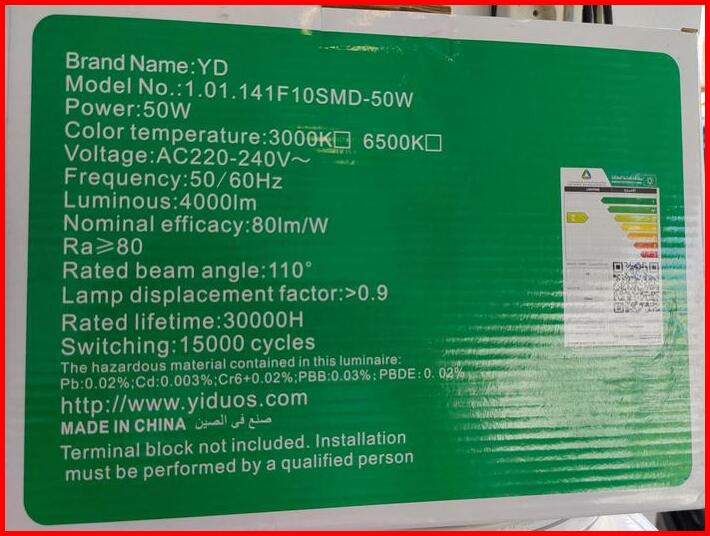 Brand Name:YD
Model No.:1.01.141F10SMD-50W
Power:50W
Color temperature:3000K□ 6500K□
Voltage:AC220-240V～
Frequency:50/60Hz
Luminous:4000lm
Nominal efficacy:80lm/W
Ra≥80
Rated beam angle:110°
Lamp displacement factor:>0.9
Rated lifetime:30000H
Switching:15000 cycles
The hazardous material contained in this luminaire:
Pb:0.02%;Cd:0.003%;Cr6+0.02%;PBB:0.03%;PBDE:0.02%
http://www.yiduos.com
MADE IN CHINA صنع فى الصين
Terminal block not included. Installation
must be performed by a qualified person